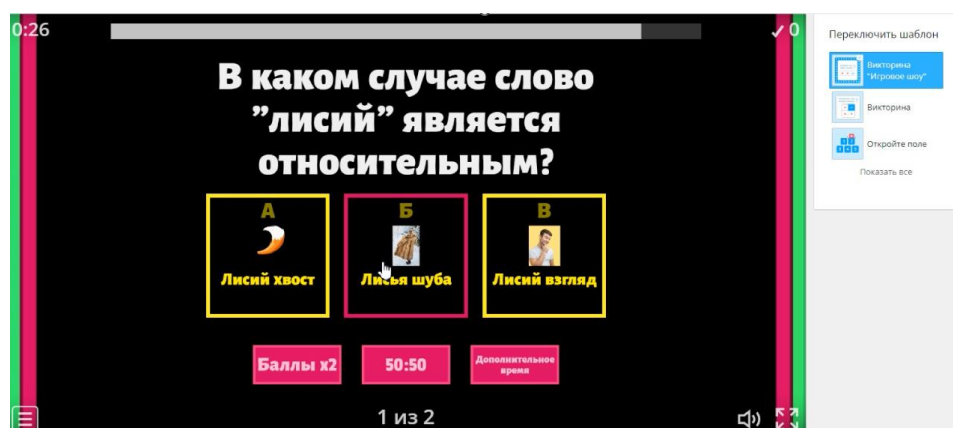 0:26
✓ 0
В каком случае слово
”лисий” является
относительным?
А
Лисий хвост
Б
Лисья шуба
В
Лисий взгляд
Баллы x2
50:50
Дополнительное
время
1 из 2
Переключить шаблон
Викторина
"Игровое шоу"
Викторина
Откройте поле
Показать все